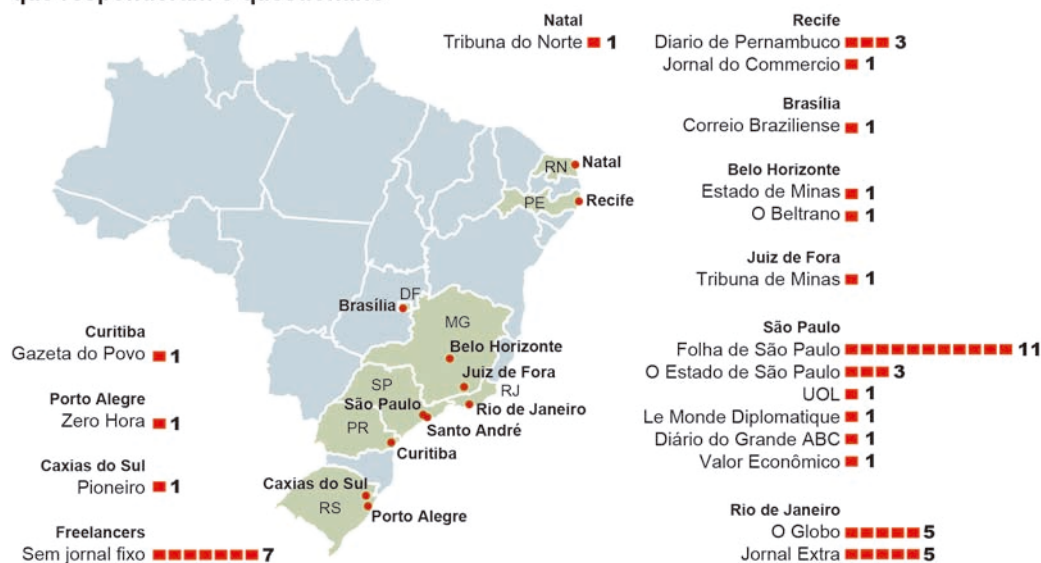 Natal
Tribuna do Norte 1
Recife
Diario de Pernambuco 3
Jornal do Commercio 1
Brasília
Correio Braziliense 1
Belo Horizonte
Estado de Minas 1
O Beltrano 1
Juiz de Fora
Tribuna de Minas 1
São Paulo
Folha de São Paulo 11
O Estado de São Paulo 3
UOL 1
Le Monde Diplomatique 1
Diário do Grande ABC 1
Valor Econômico 1
Rio de Janeiro
O Globo 5
Jornal Extra 5
Curitiba
Gazeta do Povo 1
Porto Alegre
Zero Hora 1
Caxias do Sul
Pioneiro 1
Freelancers
Sem jornal fixo 7
RN Natal
PE Recife
DF
Brasília
MG
Belo Horizonte
Juiz de Fora
SP
RJ
São Paulo
Rio de Janeiro
Santo André
PR
Curitiba
Caxias do Sul
RS
Porto Alegre